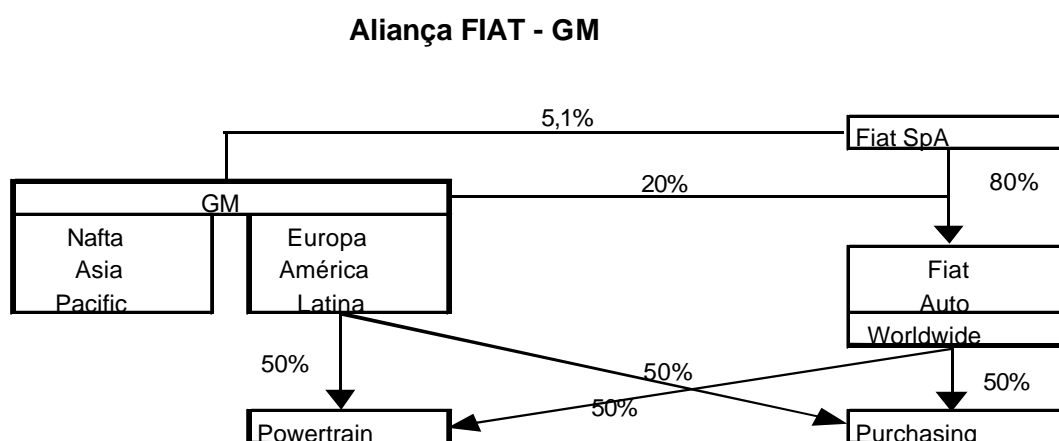 Aliança FIAT - GM
5,1%
Fiat SpA
20%
80%
GM
Nafta
Asia
Pacific
Europa
América
Latina
Fiat
Auto
Worldwide
50%
50%
50%
50%
Powertrain
Purchasing